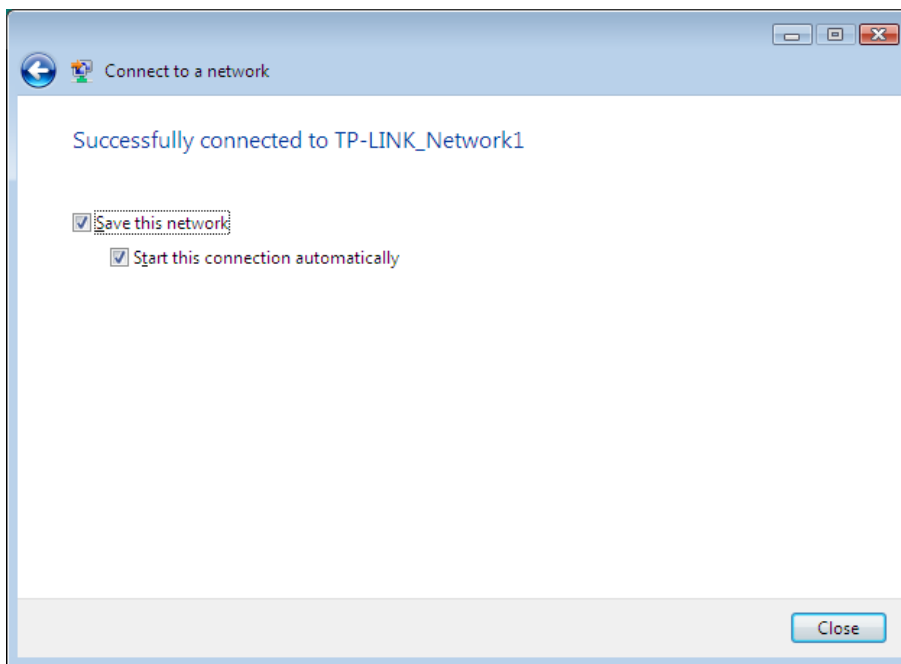 Connect to a network
Successfully connected to TP-LINK_Network1
Save this network
Start this connection automatically
Close